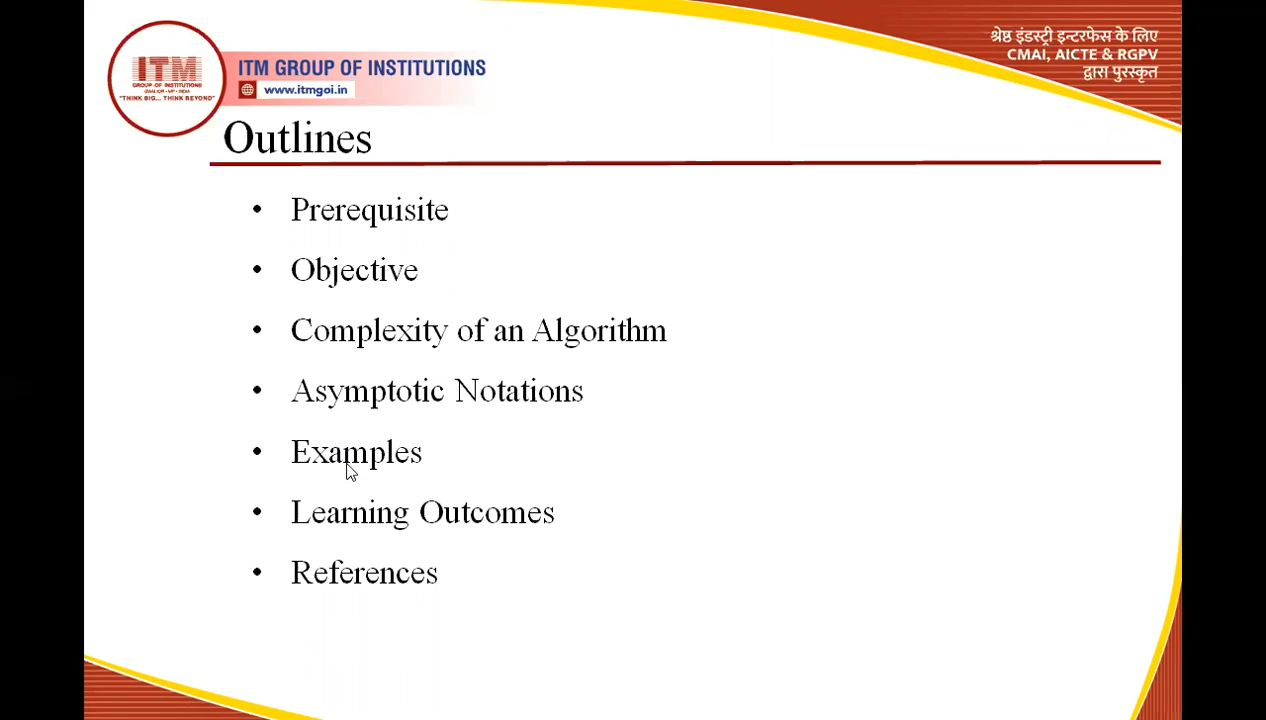 ITM
GROUP OF INSTITUTIONS
GWALIOR • MP • INDIA
"THINK BIG... THINK BEYOND"
ITM GROUP OF INSTITUTIONS
www.itmgoi.in
श्रेष्ठ इंडस्ट्री इन्टरफेस के लिए
CMAI, AICTE & RGPV
द्वारा पुरस्कृत
Outlines
• Prerequisite
• Objective
• Complexity of an Algorithm
• Asymptotic Notations
• Examples
• Learning Outcomes
• References